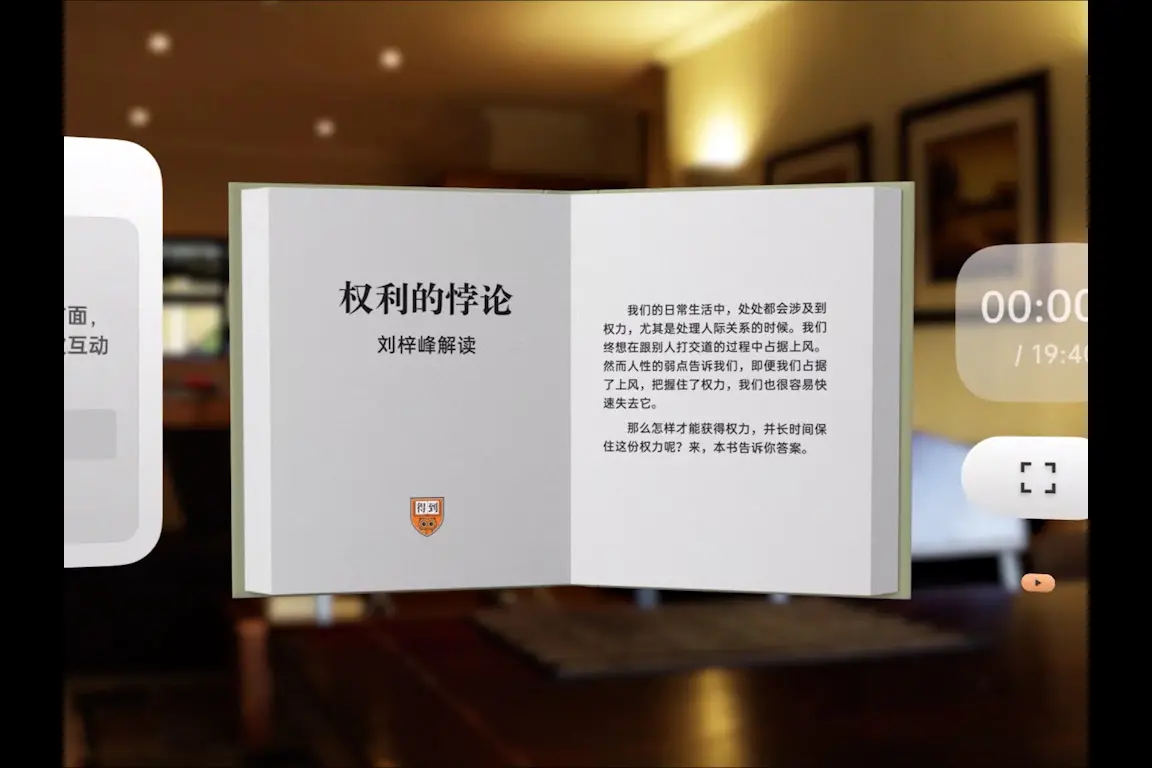 面，
互动
权利的悖论
刘梓峰解读
得到
我们的日常生活中，处处都会涉及到
权力，尤其是处理人际关系的时候。我们
终想在跟别人打交道的过程中占据上风。
然而人性的弱点告诉我们，即便我们占据
了上风，把握住了权力，我们也很容易快
速失去它。
那么怎样才能获得权力，并长时间保
住这份权力呢？来，本书告诉你答案。
00:00
/ 19:40